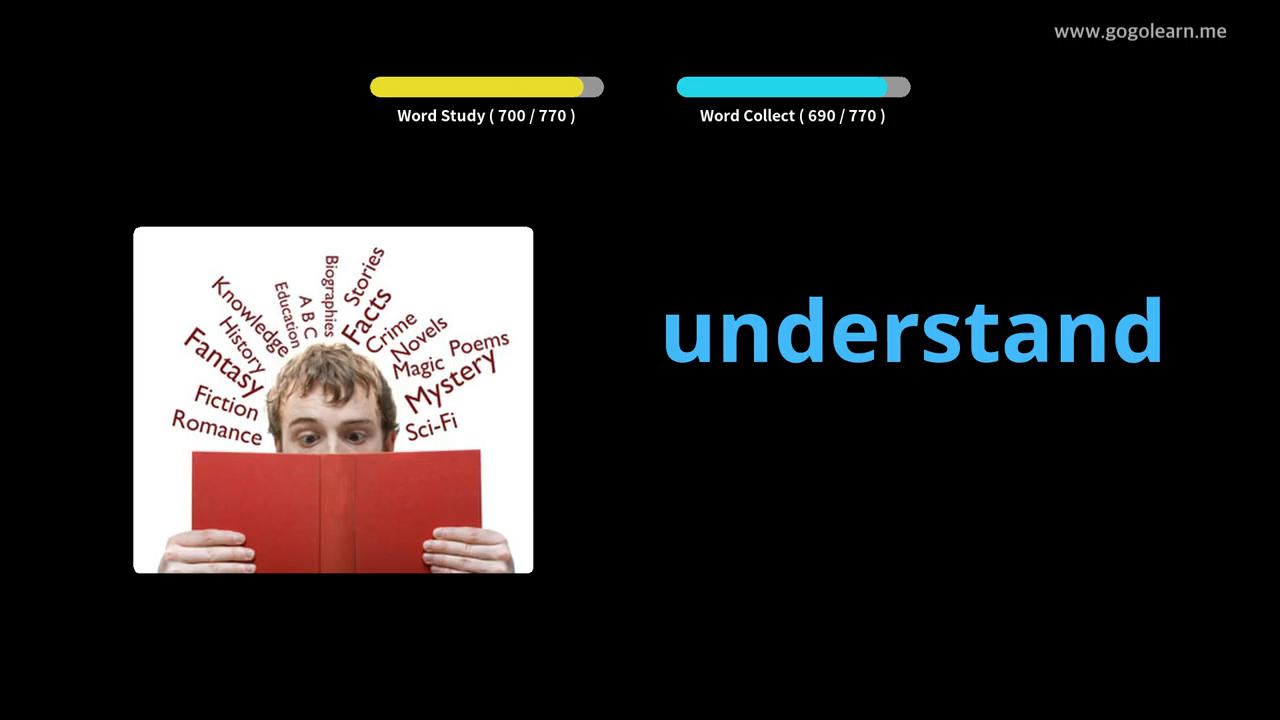 www.gogolearn.me
Word Study ( 700 / 770 )
Word Collect ( 690 / 770 )
Knowledge
Education
A B C
Biographies
Stories
Facts
Crime
Novels
Poems
Magic
Mystery
Sci-Fi
History
Fantasy
Fiction
Romance
understand